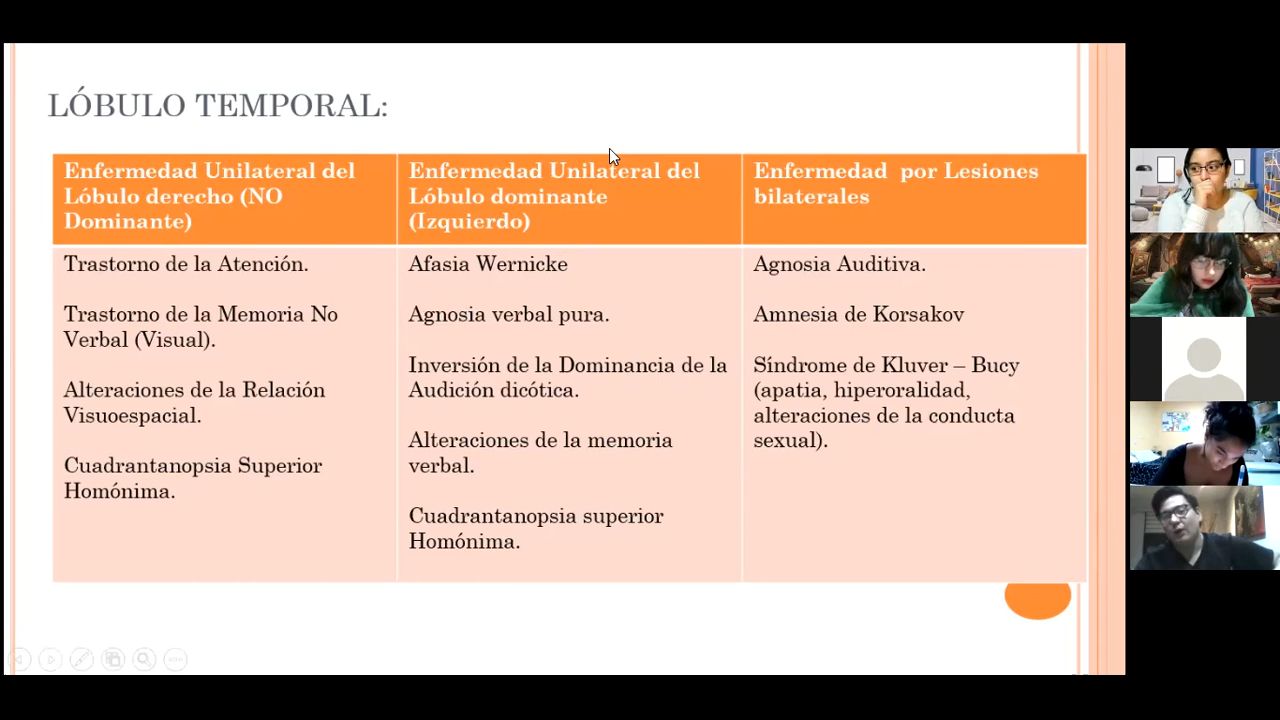 LÓBULO TEMPORAL:
Enfermedad Unilateral del
Lóbulo derecho (NO
Dominante)
Enfermedad Unilateral del
Lóbulo dominante
(Izquierdo)
Enfermedad por Lesiones
bilaterales
Trastorno de la Atención.
Trastorno de la Memoria No
Verbal (Visual).
Alteraciones de la Relación
Visuoespacial.
Cuadrantanopsia Superior
Homónima.
Afasia Wernicke
Agnosia verbal pura.
Inversión de la Dominancia de la
Audición dicótica.
Alteraciones de la memoria
verbal.
Cuadrantanopsia superior
Homónima.
Agnosia Auditiva.
Amnesia de Korsakov
Síndrome de Kluver – Bucy
(apatia, hiperoralidad,
alteraciones de la conducta
sexual).